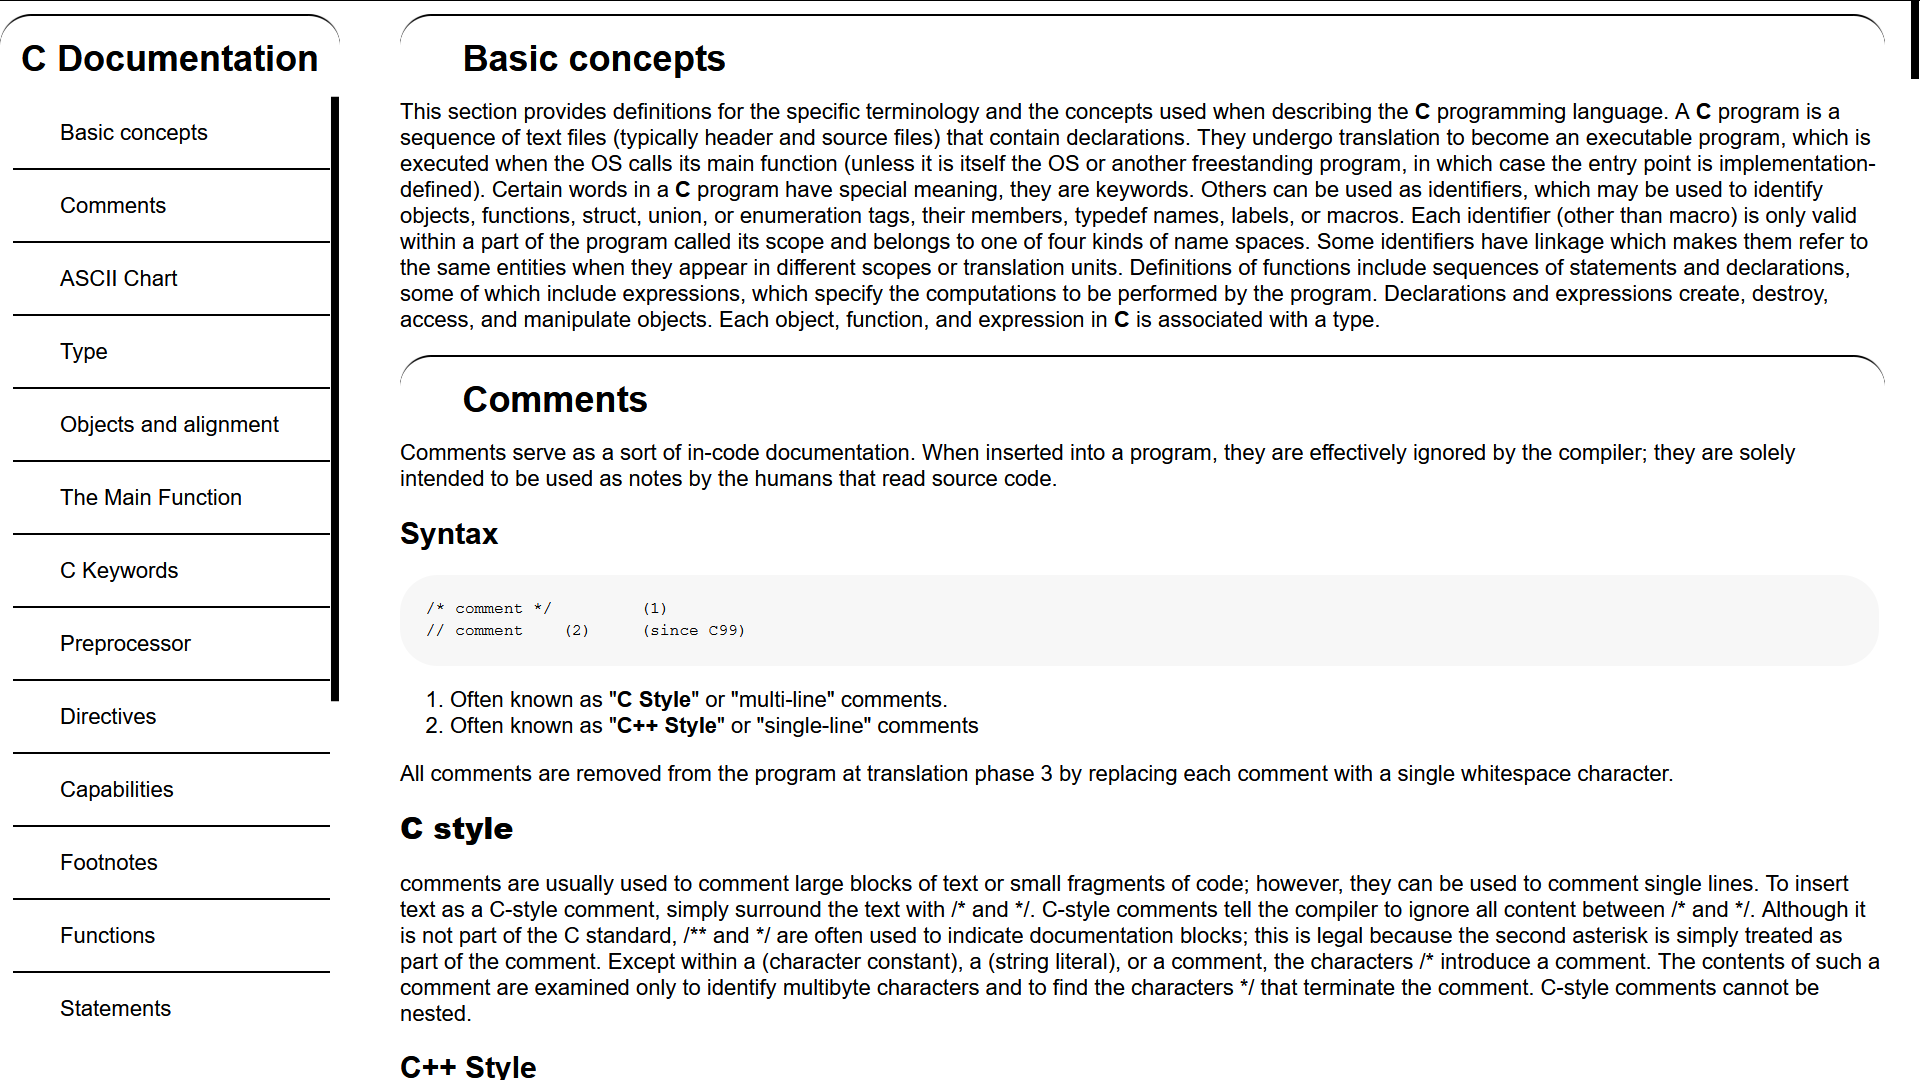 C Documentation
Basic concepts
Comments
ASCII Chart
Type
Objects and alignment
The Main Function
C Keywords
Preprocessor
Directives
Capabilities
Footnotes
Functions
Statements
Basic concepts
This section provides definitions for the specific terminology and the concepts used when describing the C programming language. A C program is a
sequence of text files (typically header and source files) that contain declarations. They undergo translation to become an executable program, which is
executed when the OS calls its main function (unless it is itself the OS or another freestanding program, in which case the entry point is implementation-
defined). Certain words in a C program have special meaning, they are keywords. Others can be used as identifiers, which may be used to identify
objects, functions, struct, union, or enumeration tags, their members, typedef names, labels, or macros. Each identifier (other than macro) is only valid
within a part of the program called its scope and belongs to one of four kinds of name spaces. Some identifiers have linkage which makes them refer to
the same entities when they appear in different scopes or translation units. Definitions of functions include sequences of statements and declarations,
some of which include expressions, which specify the computations to be performed by the program. Declarations and expressions create, destroy,
access, and manipulate objects. Each object, function, and expression in C is associated with a type.
Comments
Comments serve as a sort of in-code documentation. When inserted into a program, they are effectively ignored by the compiler; they are solely
intended to be used as notes by the humans that read source code.
Syntax
/* comment */ (1)
// comment (2) (since C99)
1. Often known as "C Style" or "multi-line" comments.
2. Often known as "C++ Style" or "single-line" comments
All comments are removed from the program at translation phase 3 by replacing each comment with a single whitespace character.
C style
comments are usually used to comment large blocks of text or small fragments of code; however, they can be used to comment single lines. To insert
text as a C-style comment, simply surround the text with /* and */. C-style comments tell the compiler to ignore all content between /* and */. Although it
is not part of the C standard, /** and */ are often used to indicate documentation blocks; this is legal because the second asterisk is simply treated as
part of the comment. Except within a (character constant), a (string literal), or a comment, the characters /* introduce a comment. The contents of such a
comment are examined only to identify multibyte characters and to find the characters */ that terminate the comment. C-style comments cannot be
nested.
C++ Style